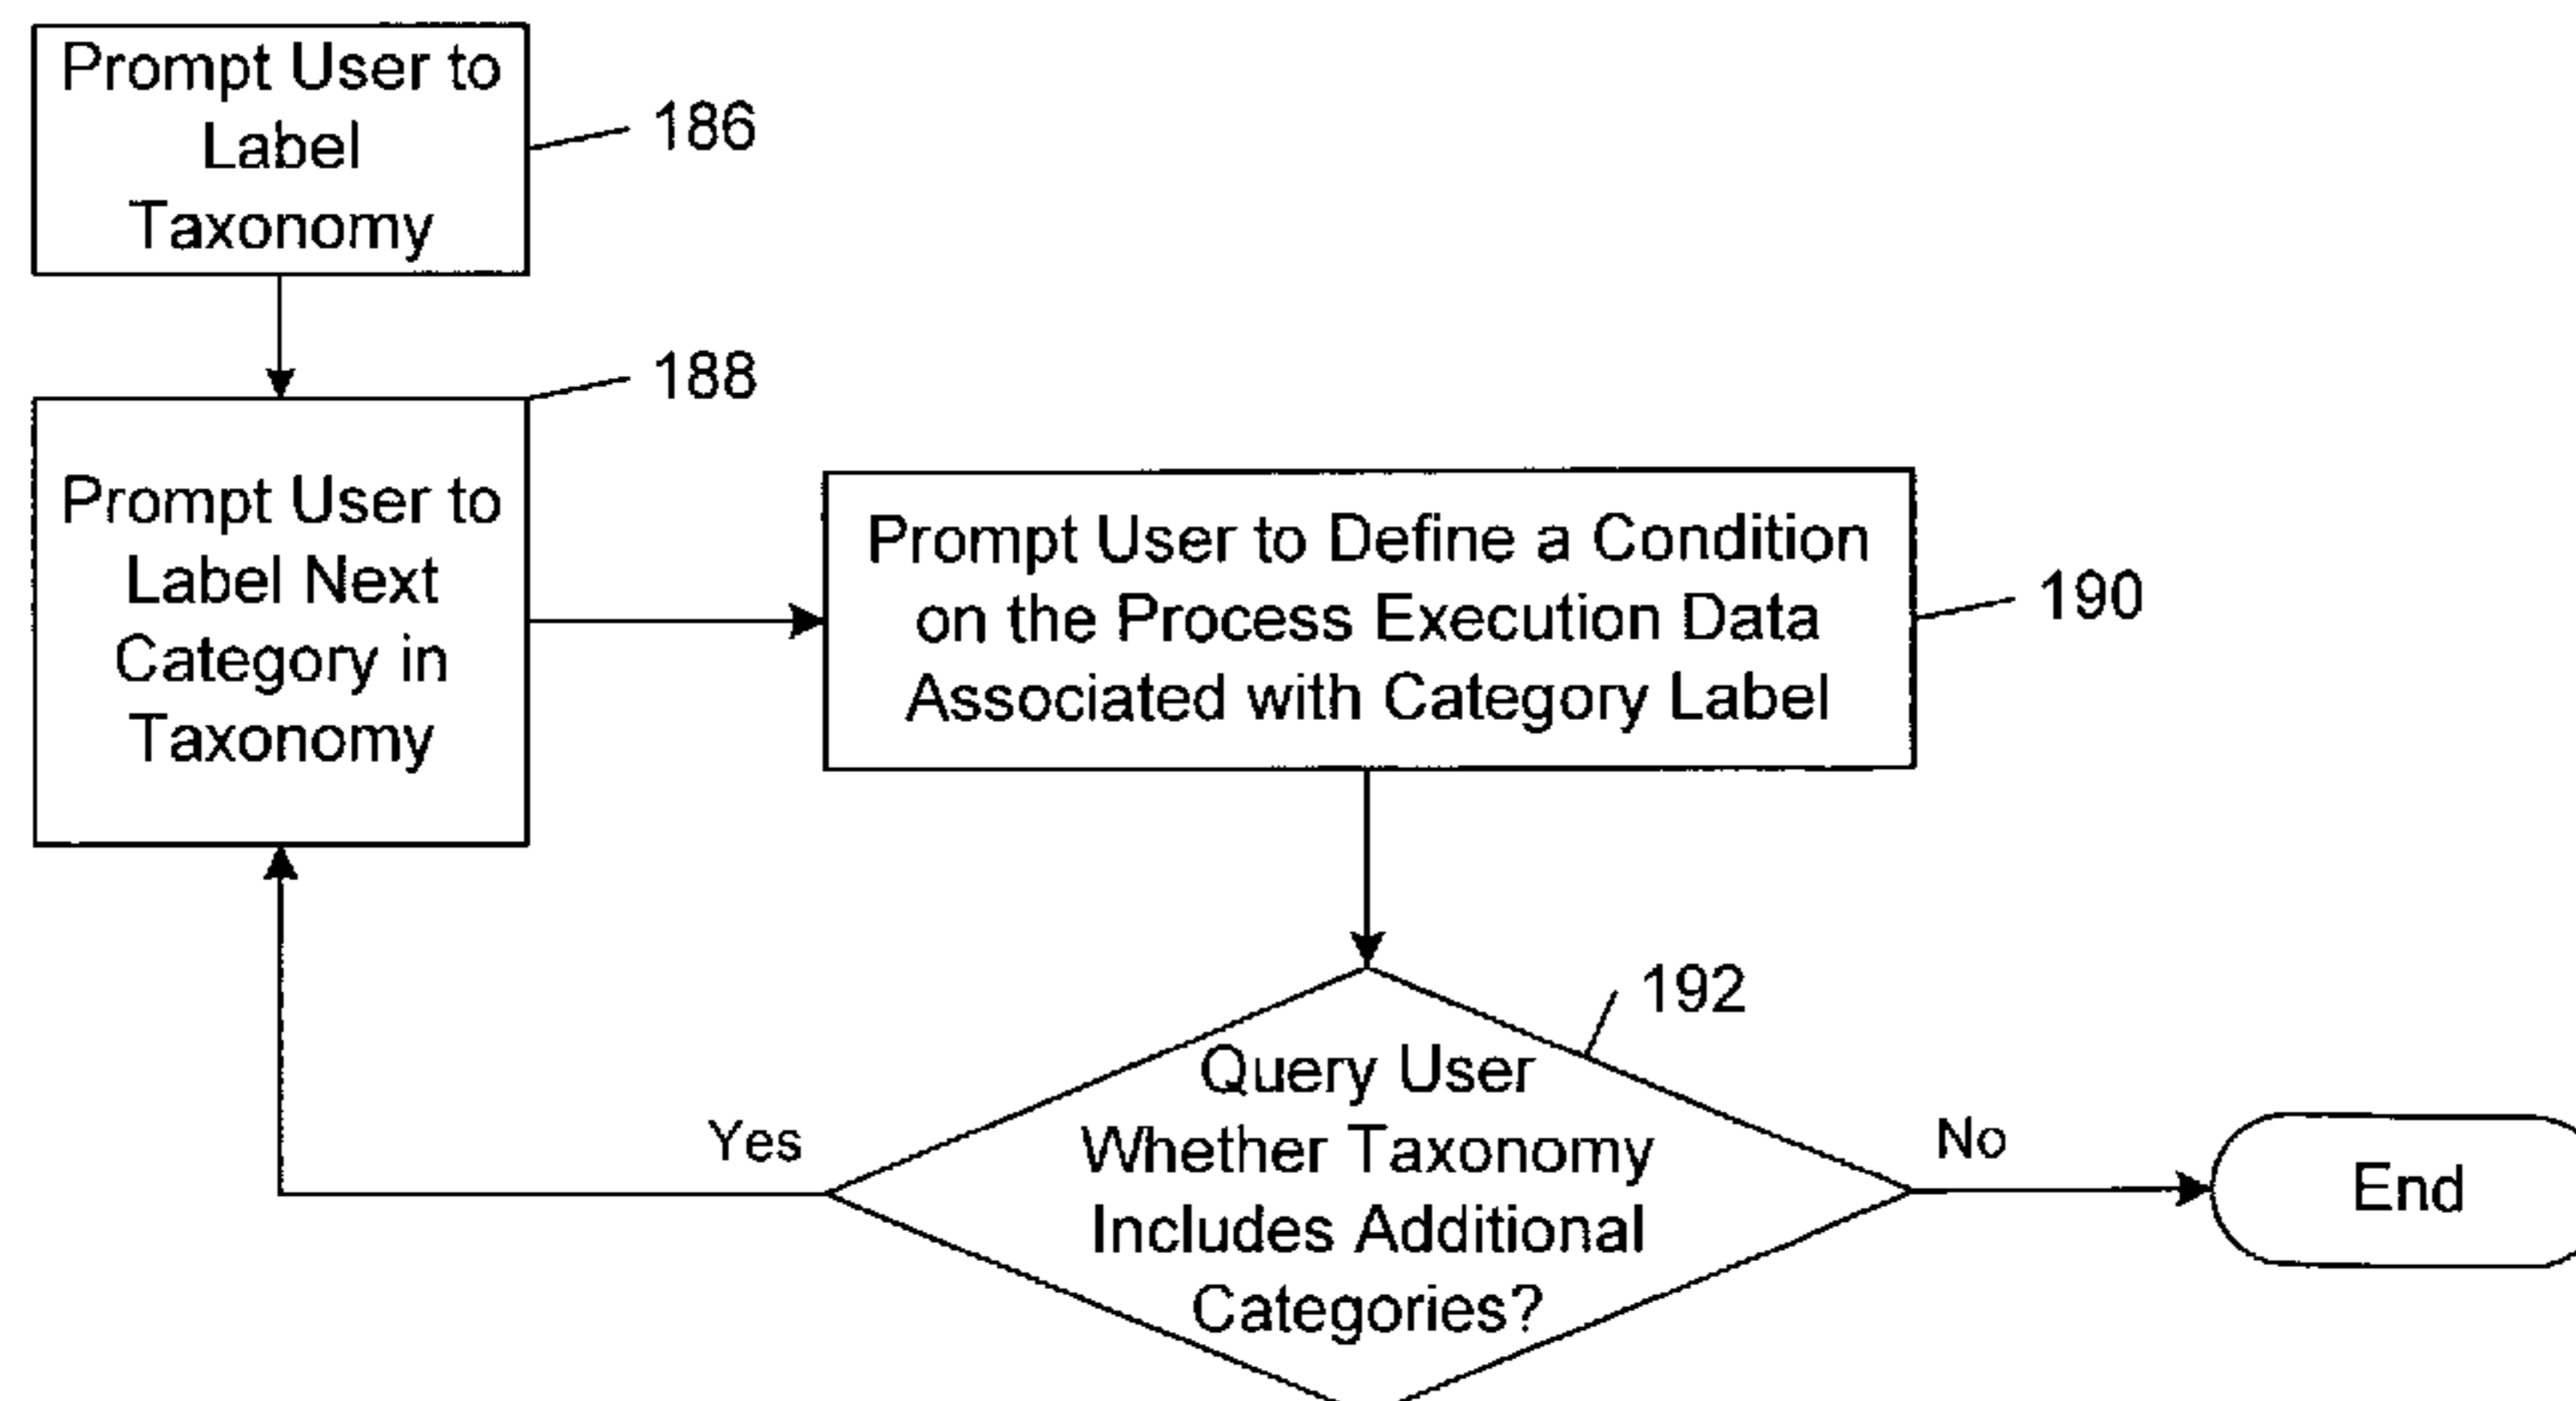 Prompt User to
Label
Taxonomy
186
188
Prompt User to
Label Next
Category in
Taxonomy
Prompt User to Define a Condition
on the Process Execution Data
Associated with Category Label
190
192
Query User
Whether Taxonomy
Includes Additional
Categories?
Yes
No
End